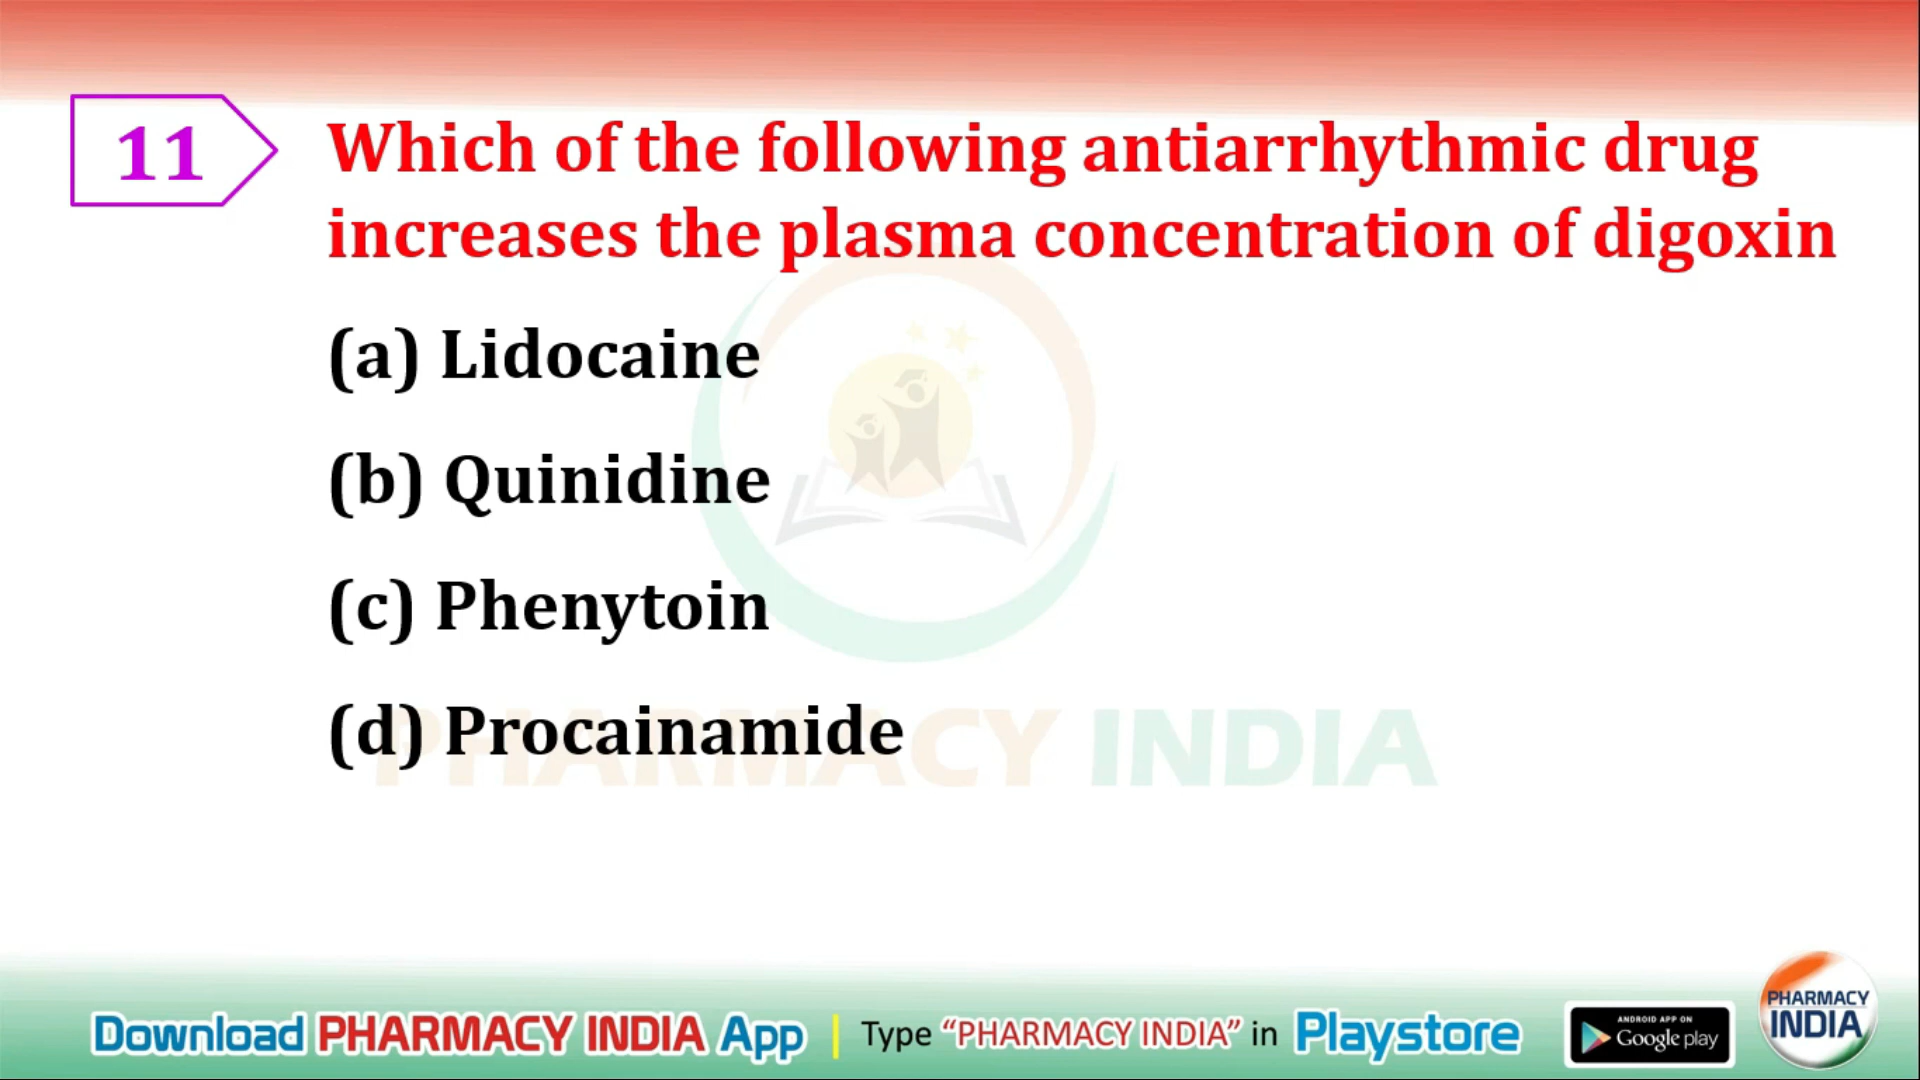 11
Which of the following antiarrhythmic drug
increases the plasma concentration of digoxin
(a) Lidocaine
(b) Quinidine
(c) Phenytoin
(d) Procainamide
PHARMACY INDIA
Download PHARMACY INDIA App | Type “PHARMACY INDIA” in Playstore
ANDROID APP ON
Google play
PHARMACY
INDIA